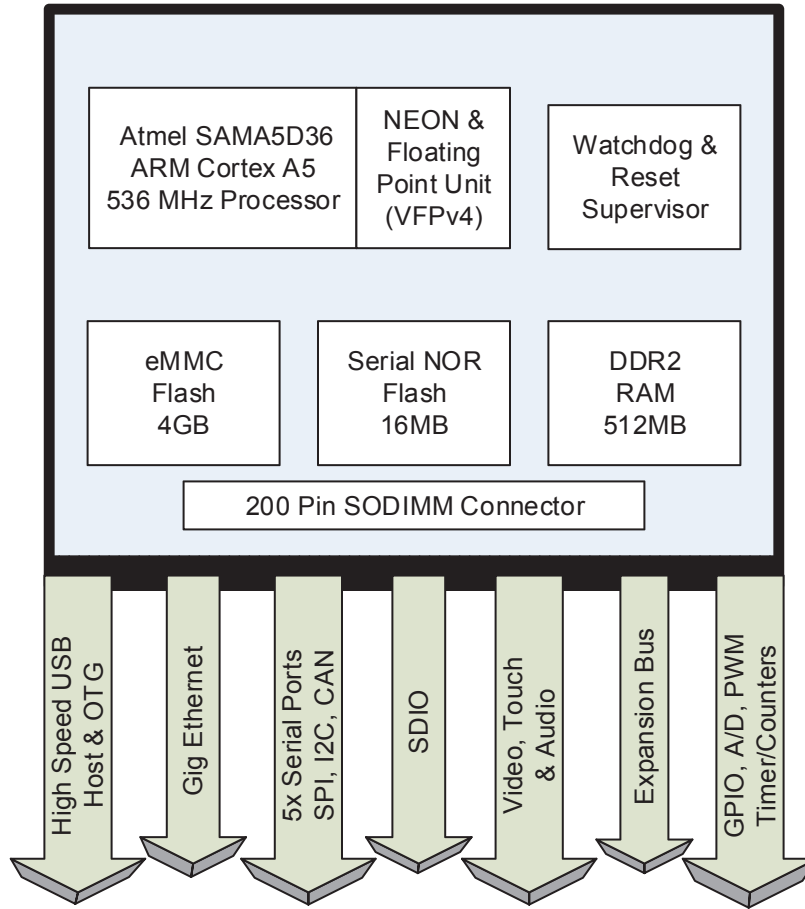 Atmel SAMA5D36
ARM Cortex A5
536 MHz Processor
NEON &
Floating
Point Unit
(VFPv4)
Watchdog &
Reset
Supervisor
eMMC
Flash
4GB
Serial NOR
Flash
16MB
DDR2
RAM
512MB
200 Pin SODIMM Connector
High Speed USB
Host & OTG
Gig Ethernet
5x Serial Ports
SPI, I2C, CAN
SDIO
Video, Touch
& Audio
Expansion Bus
GPIO, A/D, PWM
Timer/Counters